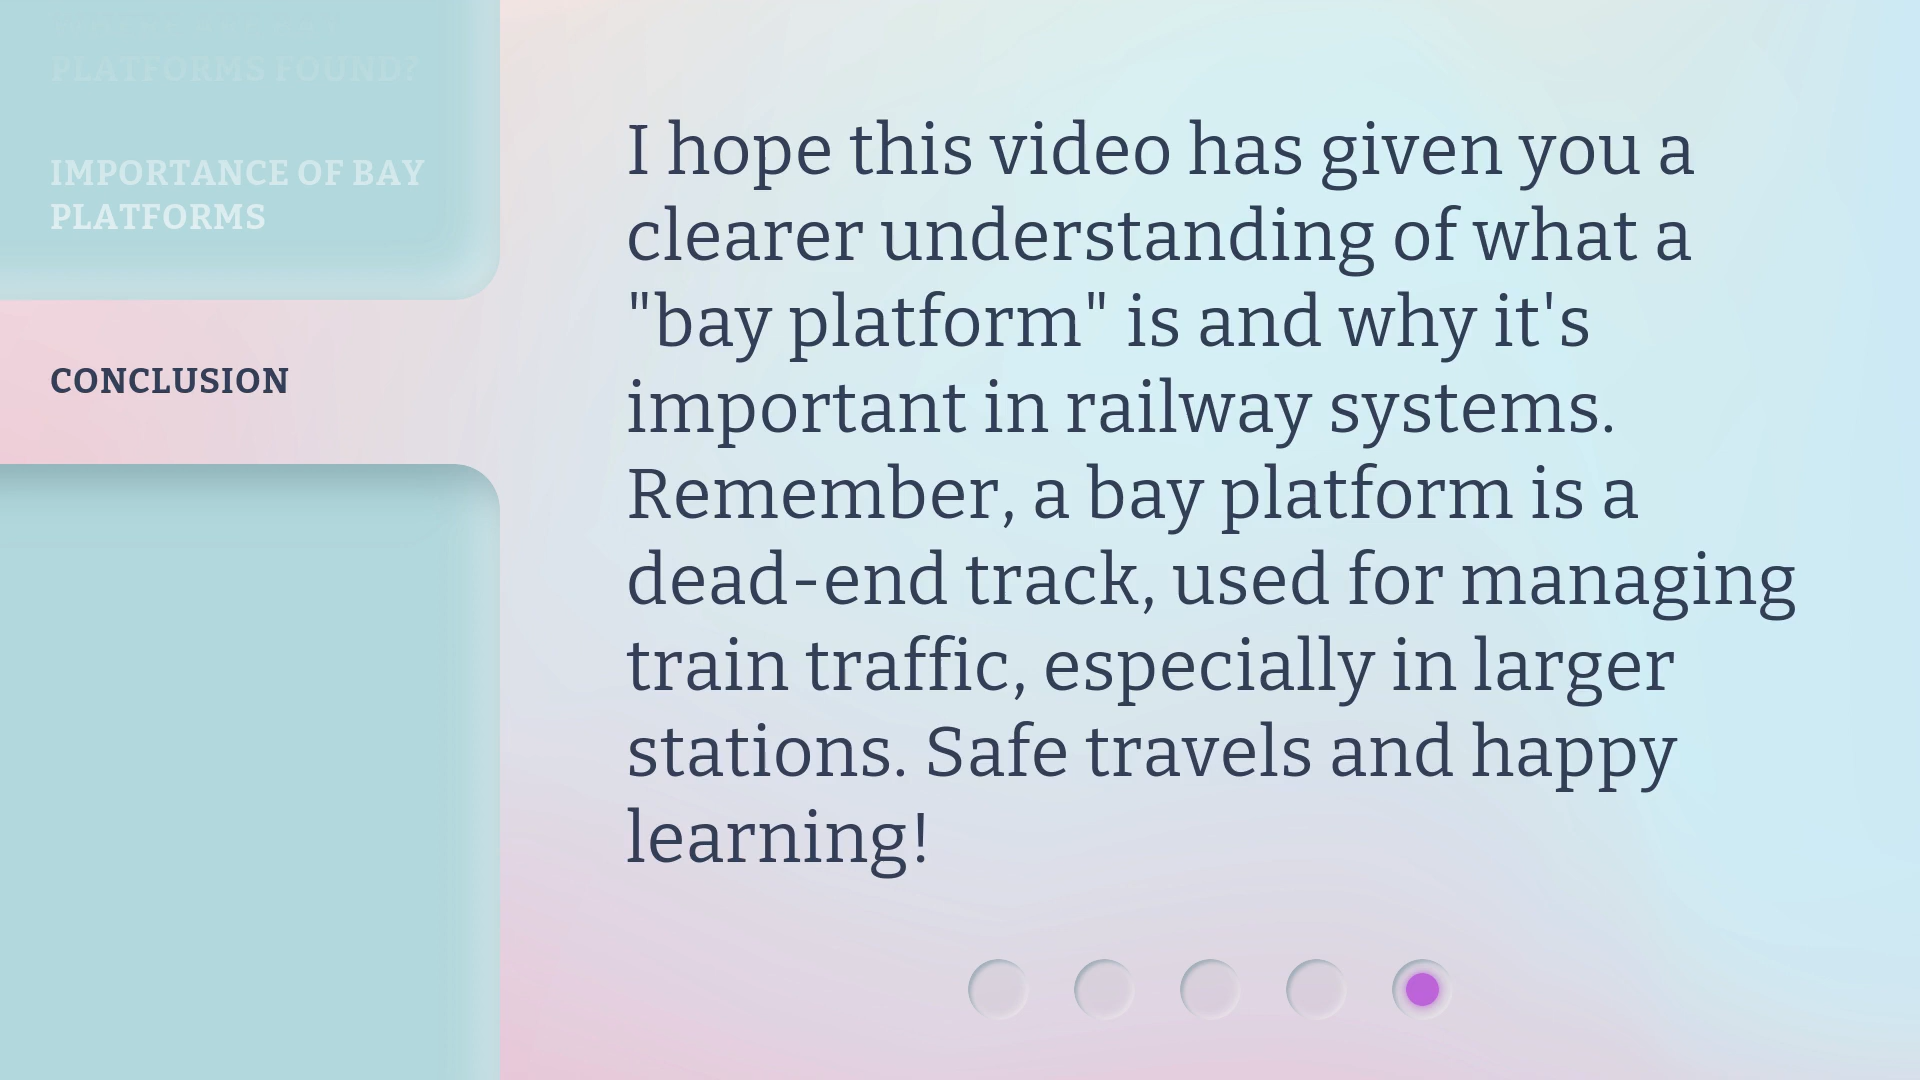 PLATFORMS FOUND?
IMPORTANCE OF BAY
PLATFORMS
CONCLUSION
I hope this video has given you a
clearer understanding of what a
"bay platform" is and why it's
important in railway systems.
Remember, a bay platform is a
dead-end track, used for managing
train traffic, especially in larger
stations. Safe travels and happy
learning!